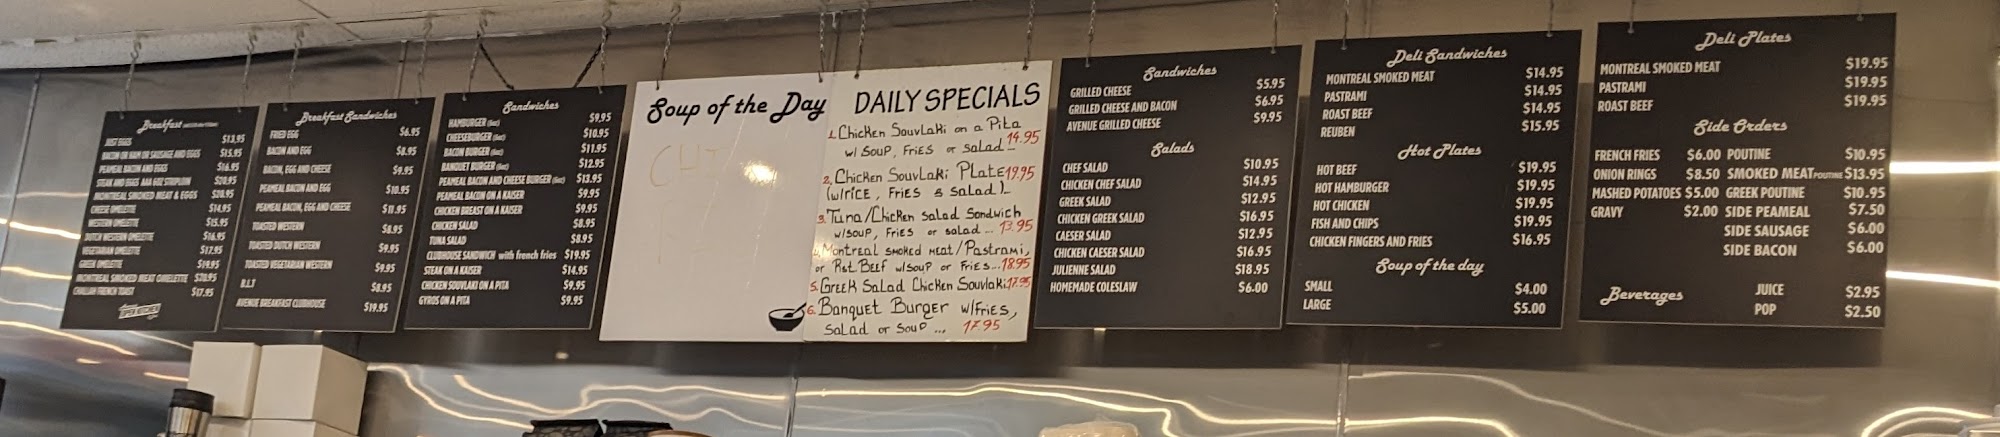 Breakfast
JUST EGGS $13.95
BACON OR HAM OR SAUSAGE AND EGGS $15.95
PEAMEAL BACON AND EGGS $16.95
STEAK AND EGGS AAA 6OZ STRIPLOIN $20.95
MONTREAL SMOKED MEAT & EGGS $20.95
CHEESE OMELETTE $14.95
WESTERN OMELETTE $15.95
DUTCH WESTERN OMELETTE $16.95
VEGETARIAN OMELETTE $17.95
GREEK OMELETTE $19.95
MONTREAL SMOKED MEAT OMELETTE $20.95
CHALLAH FRENCH TOAST $17.95
OPEN KITCHEN
Breakfast Sandwiches
FRIED EGG $6.95
BACON AND EGG $8.95
BACON, EGG AND CHEESE $9.95
PEAMEAL BACON AND EGG $10.95
PEAMEAL BACON, EGG AND CHEESE $11.95
TOASTED WESTERN $8.95
TOASTED DUTCH WESTERN $9.95
TOASTED VEGETARIAN WESTERN $9.95
B.L.T $8.95
AVENUE BREAKFAST CLUBHOUSE $19.95
Sandwiches
HAMBURGER (6oz) $9.95
CHEESEBURGER (6oz) $10.95
BACON BURGER (6oz) $11.95
BANQUET BURGER (6oz) $12.95
PEAMEAL BACON AND CHEESE BURGER (6oz) $13.95
PEAMEAL BACON ON A KAISER $9.95
CHICKEN BREAST ON A KAISER $9.95
CHICKEN SALAD $8.95
TUNA SALAD $8.95
CLUBHOUSE SANDWICH with french fries $19.95
STEAK ON A KAISER $14.95
CHICKEN SOUVLAKI ON A PITA $9.95
GYROS ON A PITA $9.95
Soup of the Day
DAILY SPECIALS
1. Chicken Souvlaki on a Pita
w/ Soup, Fries or Salad 14.95
2. Chicken Souvlaki Plate 19.95
(w/rice, Fries & Salad)
3. Tuna/Chicken Salad Sandwich
w/soup, Fries or salad... 13.95
4. Montreal Smoked Meat/Pastrami,
or Rst Beef w/soup or Fries... 18.95
5. Greek Salad Chicken Souvlaki 17.95
6. Banquet Burger w/fries,
Salad or Soup ... 17.95
Sandwiches
GRILLED CHEESE $5.95
GRILLED CHEESE AND BACON $6.95
AVENUE GRILLED CHEESE $9.95
Salads
CHEF SALAD $10.95
CHICKEN CHEF SALAD $14.95
GREEK SALAD $12.95
CHICKEN GREEK SALAD $16.95
CAESER SALAD $12.95
CHICKEN CAESER SALAD $16.95
JULIENNE SALAD $18.95
HOMEMADE COLESLAW $6.00
Deli Sandwiches
MONTREAL SMOKED MEAT $14.95
PASTRAMI $14.95
ROAST BEEF $14.95
REUBEN $15.95
Hot Plates
HOT BEEF $19.95
HOT HAMBURGER $19.95
HOT CHICKEN $19.95
FISH AND CHIPS $19.95
CHICKEN FINGERS AND FRIES $16.95
Soup of the day
SMALL $4.00
LARGE $5.00
Deli Plates
MONTREAL SMOKED MEAT $19.95
PASTRAMI $19.95
ROAST BEEF $19.95
Side Orders
FRENCH FRIES $6.00 POUTINE $10.95
ONION RINGS $8.50 SMOKED MEAT POUTINE $13.95
MASHED POTATOES $5.00 GREEK POUTINE $10.95
GRAVY $2.00 SIDE PEAMEAL $7.50
SIDE SAUSAGE $6.00
SIDE BACON $6.00
Beverages
JUICE $2.95
POP $2.50